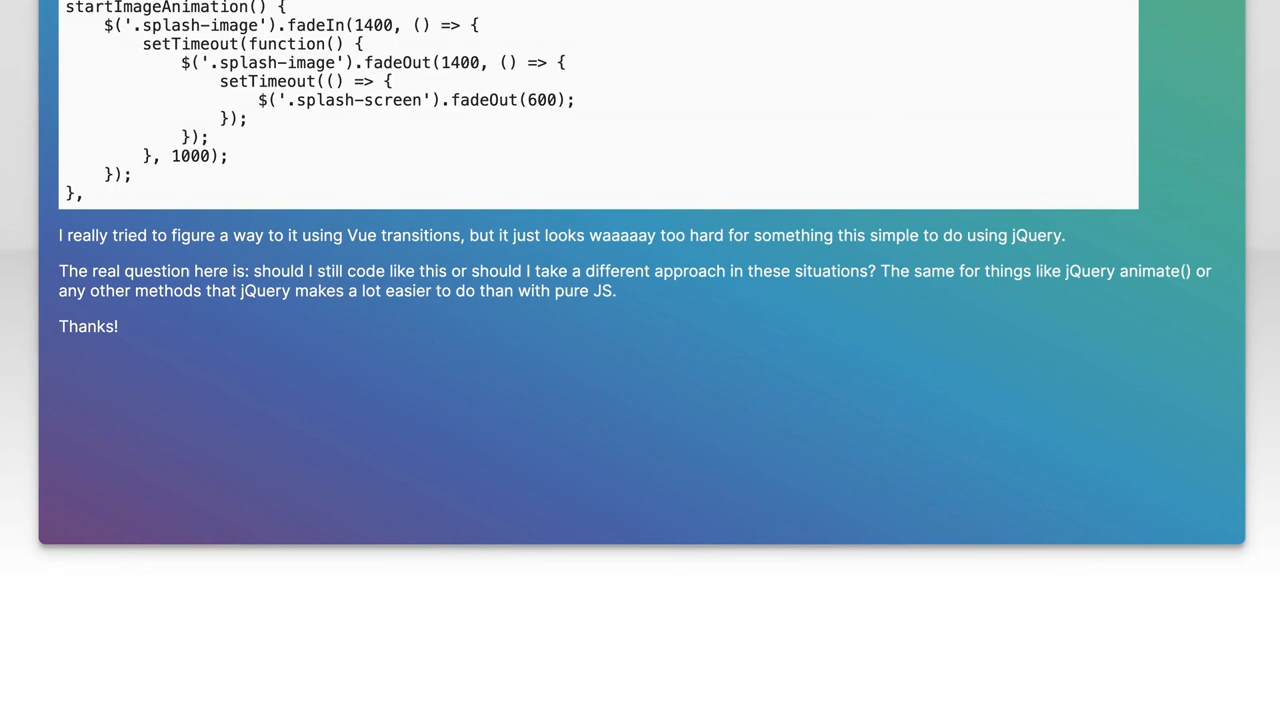 startImageAnimation() {
    $('.splash-image').fadeIn(1400, () => {
        setTimeout(function() {
            $('.splash-image').fadeOut(1400, () => {
                setTimeout(() => {
                    $('.splash-screen').fadeOut(600);
                });
            });
        }, 1000);
    });
},
I really tried to figure a way to it using Vue transitions, but it just looks waaaaay too hard for something this simple to do using jQuery.
The real question here is: should I still code like this or should I take a different approach in these situations? The same for things like jQuery animate() or
any other methods that jQuery makes a lot easier to do than with pure JS.
Thanks!